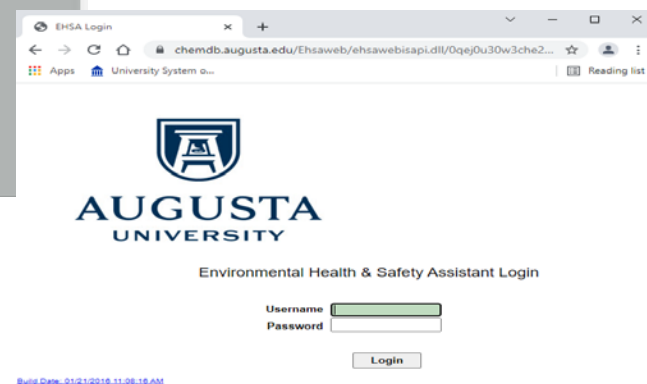 EHSA Login
chemdb.augusta.edu/Ehsaweb/ehsawebisapi.dll/0qej0u30w3che2...
Apps University System o... Reading list
A
AUGUSTA
UNIVERSITY
Environmental Health & Safety Assistant Login
Username
Password
Login
Build Date: 01/21/2016 11:06:16 AM